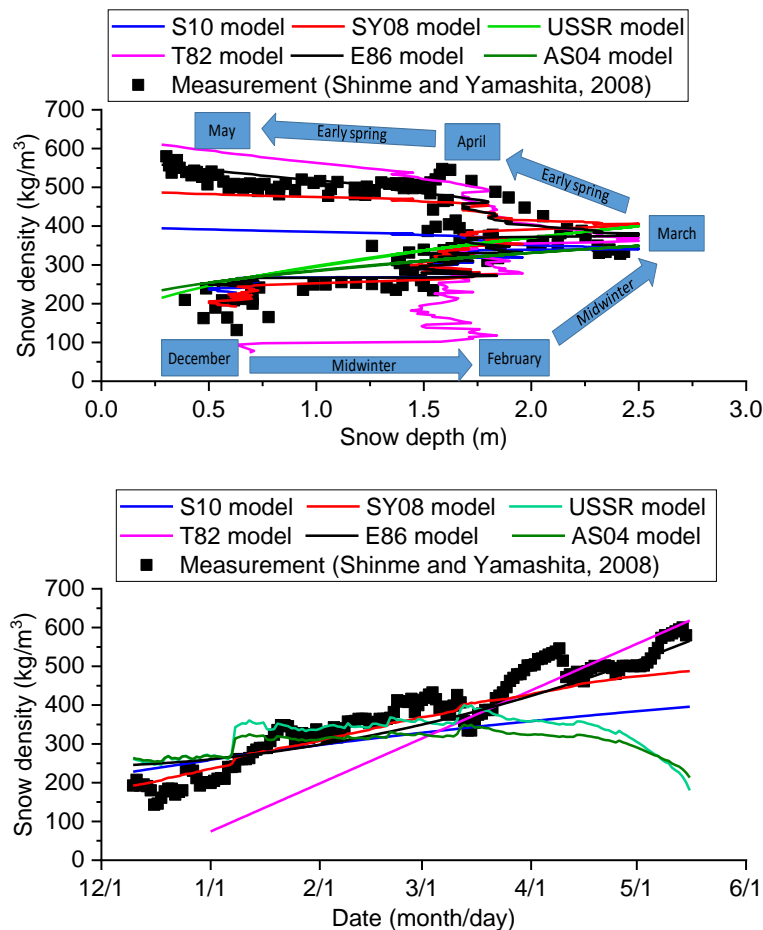 S10 model SY08 model USSR model
T82 model E86 model AS04 model
Measurement (Shinme and Yamashita, 2008)
700
600
500
400
300
200
100
0
Snow density (kg/m³)
May
Early spring
April
Early spring
March
Midwinter
December
Midwinter
February
0.0 0.5 1.0 1.5 2.0 2.5 3.0
Snow depth (m)
S10 model SY08 model USSR model
T82 model E86 model AS04 model
Measurement (Shinme and Yamashita, 2008)
700
600
500
400
300
200
100
0
Snow density (kg/m³)
12/1 1/1 2/1 3/1 4/1 5/1 6/1
Date (month/day)